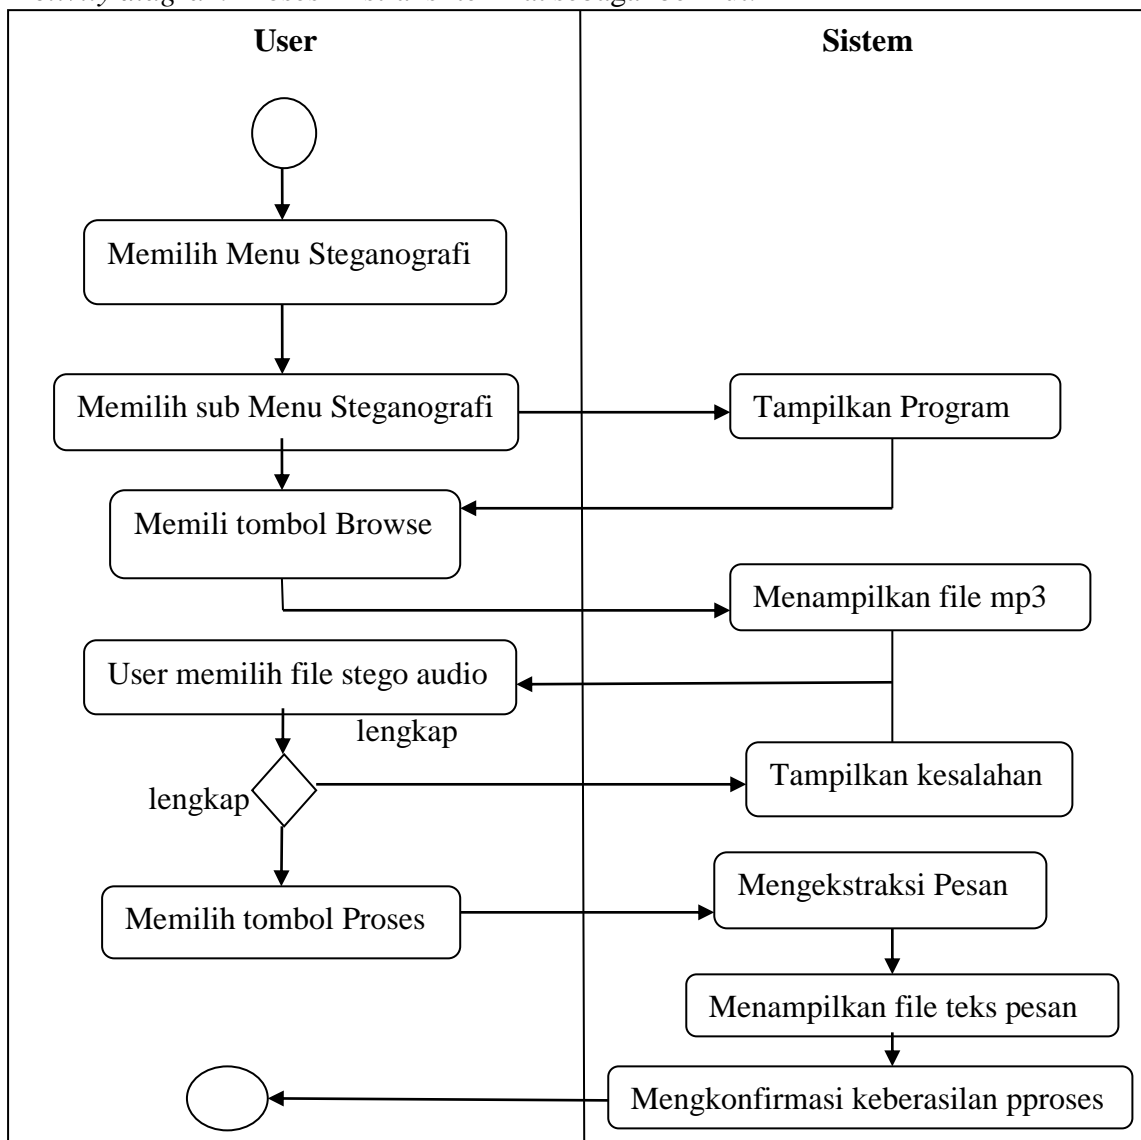 User
Sistem
Memilih Menu Steganografi
Memilih sub Menu Steganografi
Tampilkan Program
Memili tombol Browse
Menampilkan file mp3
User memilih file stego audio
lengkap
Tampilkan kesalahan
lengkap
Mengekstraksi Pesan
Memilih tombol Proses
Menampilkan file teks pesan
Mengkonfirmasi keberasilan pproses